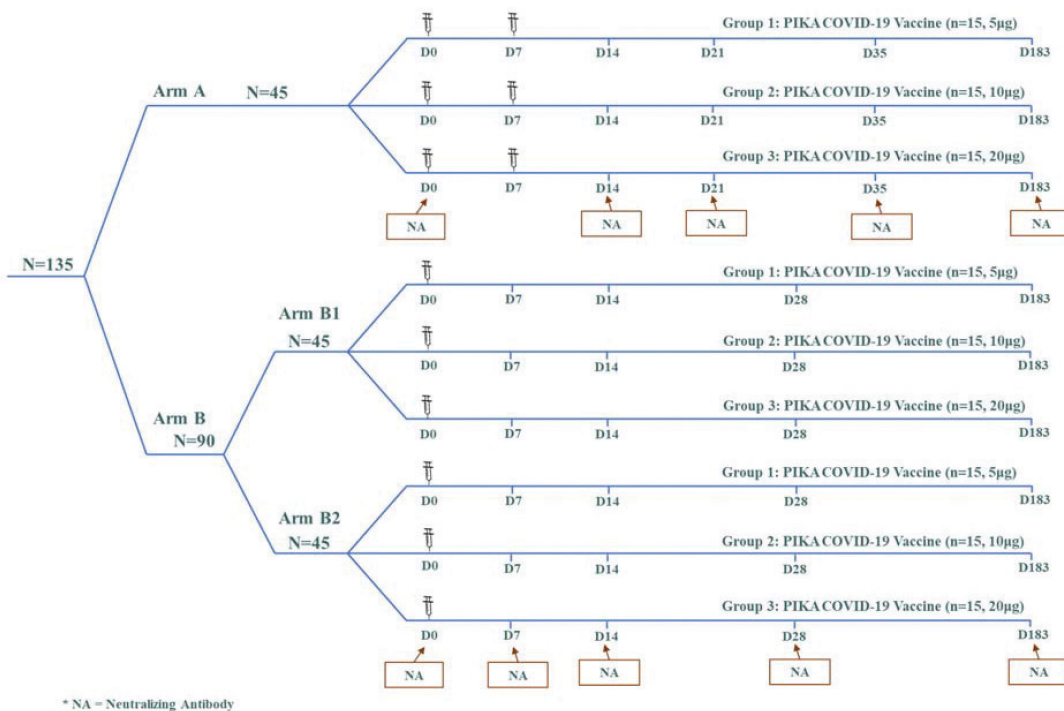 Group 1: PIKA COVID-19 Vaccine (n=15, 5μg)
D0 D7 D14 D21 D35 D183
Arm A N=45
Group 2: PIKA COVID-19 Vaccine (n=15, 10μg)
D0 D7 D14 D21 D35 D183
Group 3: PIKA COVID-19 Vaccine (n=15, 20μg)
D0 D7 D14 D21 D35 D183
NA NA NA NA NA
N=135
Group 1: PIKA COVID-19 Vaccine (n=15, 5μg)
D0 D7 D14 D28 D183
Arm B1
N=45
Group 2: PIKA COVID-19 Vaccine (n=15, 10μg)
D0 D7 D14 D28 D183
Group 3: PIKA COVID-19 Vaccine (n=15, 20μg)
D0 D7 D14 D28 D183
Arm B
N=90
Group 1: PIKA COVID-19 Vaccine (n=15, 5μg)
D0 D7 D14 D28 D183
Arm B2
N=45
Group 2: PIKA COVID-19 Vaccine (n=15, 10μg)
D0 D7 D14 D28 D183
Group 3: PIKA COVID-19 Vaccine (n=15, 20μg)
D0 D7 D14 D28 D183
NA NA NA NA NA
* NA = Neutralizing Antibody